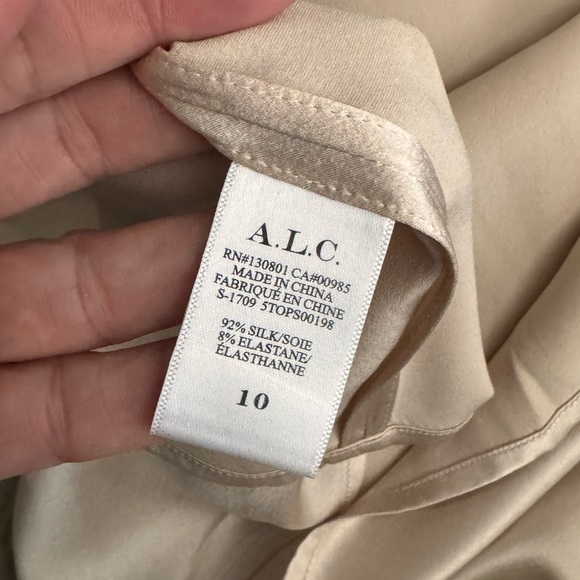 A.L.C.
RN#130801 CA#00985
MADE IN CHINA
FABRIQUÉ EN CHINE
S-1709 5TOPS00198
92% SILK/SOIE
8% ELASTANE/
ÉLASTHANNE
10